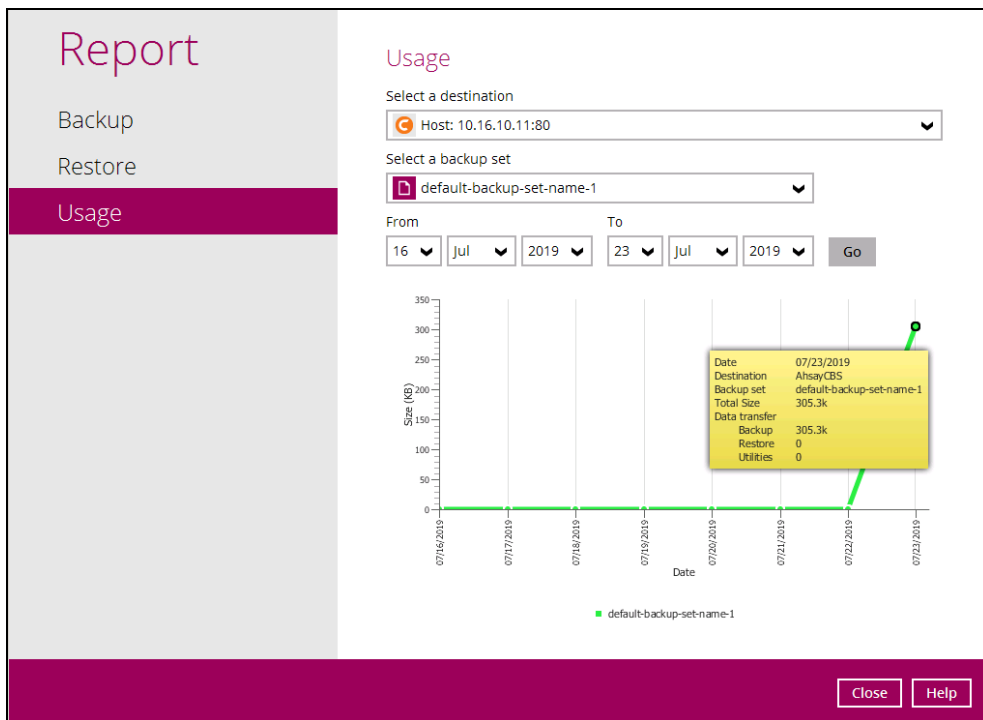 Report
Backup
Restore
Usage
Usage
Select a destination
Host: 10.16.10.11:80
Select a backup set
default-backup-set-name-1
From To
16 Jul 2019 23 Jul 2019 Go
350
300
250
200
150
100
50
0
Size (KB)
Date 07/23/2019
Destination AhsayCBS
Backup set default-backup-set-name-1
Total Size 305.3k
Data transfer
Backup 305.3k
Restore 0
Utilities 0
07/16/2019 07/17/2019 07/18/2019 07/19/2019 07/20/2019 07/21/2019 07/22/2019 07/23/2019
Date
default-backup-set-name-1
Close Help